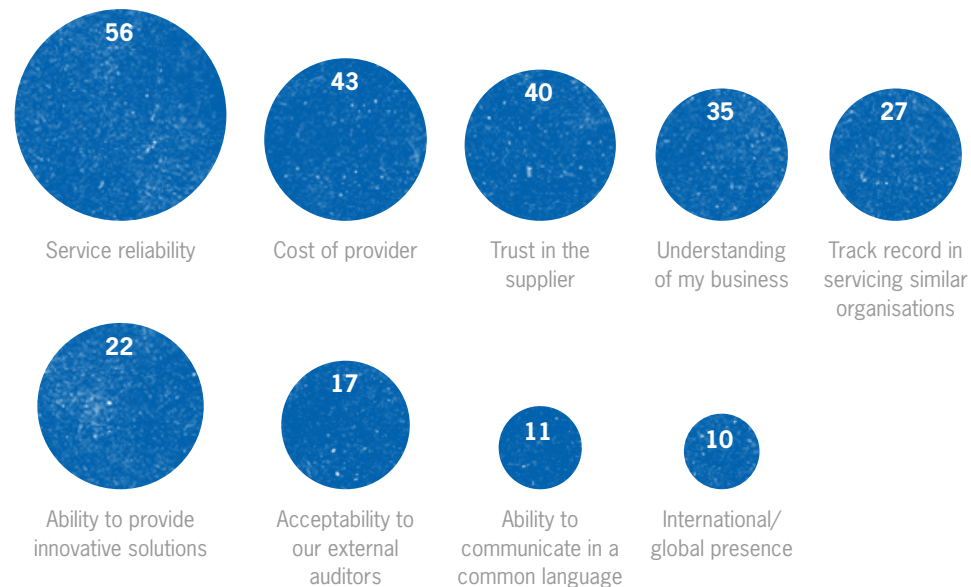 56
43
40
35
27
Service reliability
Cost of provider
Trust in the
supplier
Understanding
of my business
Track record in
servicing similar
organisations
22
17
11
10
Ability to provide
innovative solutions
Acceptability to
our external
auditors
Ability to
communicate in a
common language
International/
global presence